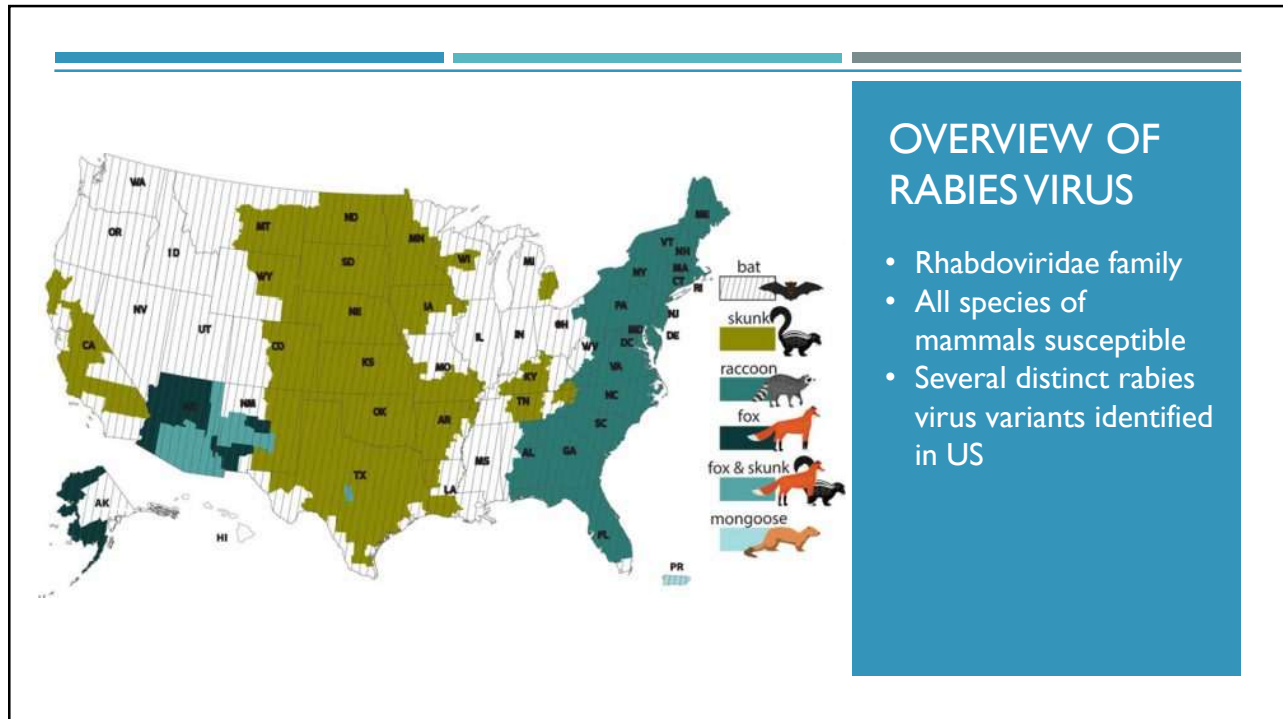 OVERVIEW OF
RABIES VIRUS
• Rhabdoviridae family
• All species of
mammals susceptible
• Several distinct rabies
virus variants identified
in US
WA
OR
ID
NV
UT
CA
MT
WY
CO
NM
ND
SD
NE
KS
OK
TX
MN
IA
MO
AR
LA
WI
IL
IN
MI
OH
KY
TN
MS
AL
GA
FL
SC
NC
VA
WV
DC
MD
DE
NJ
PA
NY
CT
RI
MA
NH
VT
ME
AK
HI
PR
bat
skunk
raccoon
fox
fox & skunk
mongoose